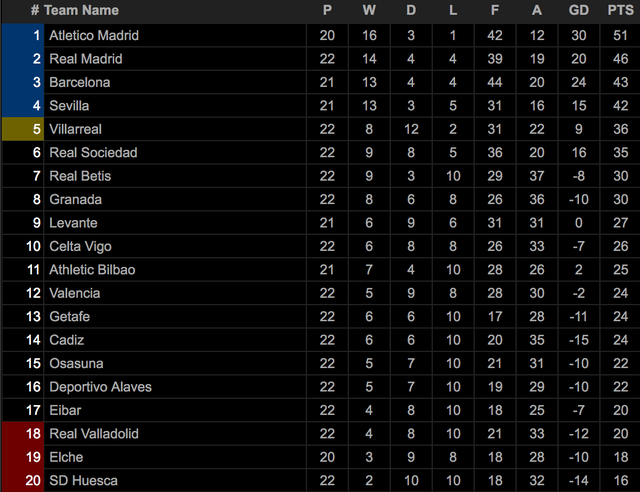 # Team Name P W D L F A GD PTS
1 Atletico Madrid 20 16 3 1 42 12 30 51
2 Real Madrid 22 14 4 4 39 19 20 46
3 Barcelona 21 13 4 4 44 20 24 43
4 Sevilla 21 13 3 5 31 16 15 42
5 Villarreal 22 8 12 2 31 22 9 36
6 Real Sociedad 22 9 8 5 36 20 16 35
7 Real Betis 22 9 3 10 29 37 -8 30
8 Granada 22 8 6 8 26 36 -10 30
9 Levante 21 6 9 6 31 31 0 27
10 Celta Vigo 22 6 8 8 26 33 -7 26
11 Athletic Bilbao 21 7 4 10 28 26 2 25
12 Valencia 22 5 9 8 28 30 -2 24
13 Getafe 22 6 6 10 17 28 -11 24
14 Cadiz 22 6 6 10 20 35 -15 24
15 Osasuna 22 5 7 10 21 31 -10 22
16 Deportivo Alaves 22 5 7 10 19 29 -10 22
17 Eibar 22 4 8 10 18 25 -7 20
18 Real Valladolid 22 4 8 10 21 33 -12 20
19 Elche 20 3 9 8 18 28 -10 18
20 SD Huesca 22 2 10 10 18 32 -14 16